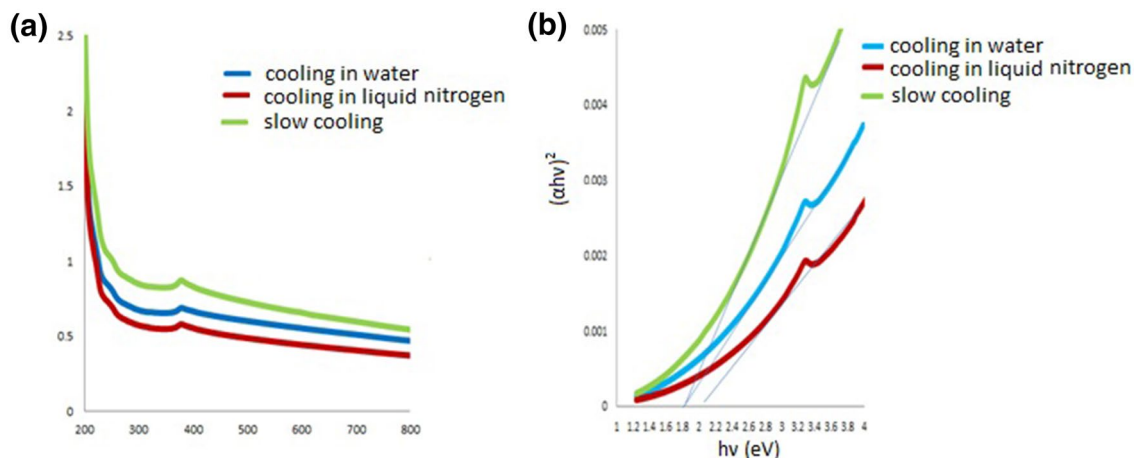 (a)
2.5
2
1.5
1
0.5
0
200 300 400 500 600 700 800
cooling in water
cooling in liquid nitrogen
slow cooling
(b)
0.005
0.004
0.003
0.002
0.001
0
(αhν)²
1 1.2 1.4 1.6 1.8 2 2.2 2.4 2.6 2.8 3 3.2 3.4 3.6 3.8 4
hν (eV)
cooling in water
cooling in liquid nitrogen
slow cooling